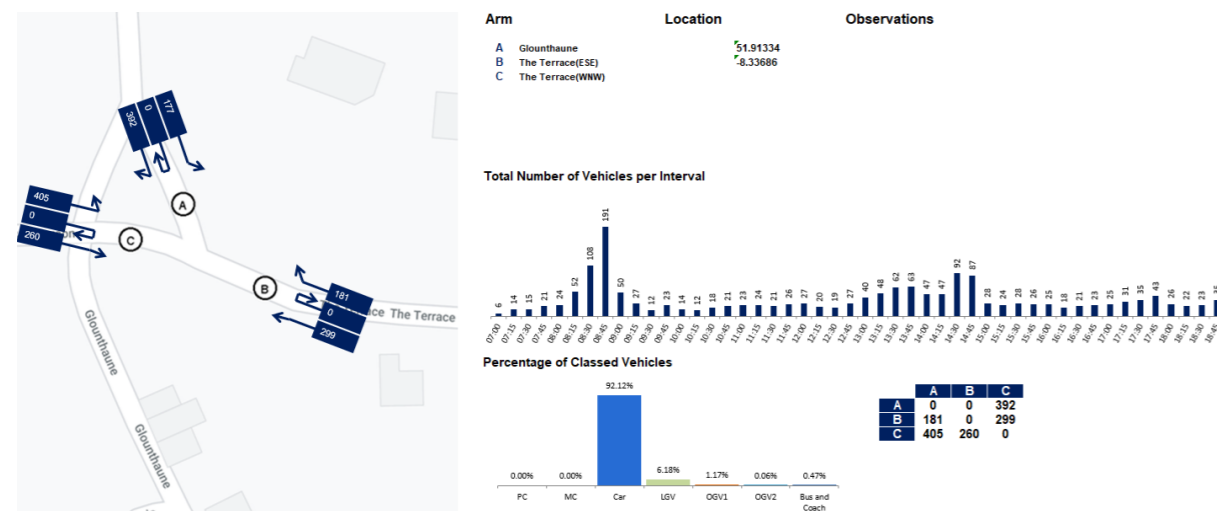 Arm Location Observations
A Glounthaune 51.91334
B The Terrace(ESE) -8.33686
C The Terrace(WNW)
392 0 177
A
405
0
260
C
B
181
0
299
The Terrace
Glounthaune
Glounthaune
Total Number of Vehicles per Interval
6 14 15 21 24 52 108 191 50 27 12 23 14 12 18 21 23 24 21 26 27 20 19 27 40 48 62 63 47 47 92 87 28 24 28 26 25 18 21 23 25 31 35 43 26 22 23
07:00 07:15 07:30 07:45 08:00 08:15 08:30 08:45 09:00 09:15 09:30 09:45 10:00 10:15 10:30 10:45 11:00 11:15 11:30 11:45 12:00 12:15 12:30 12:45 13:00 13:15 13:30 13:45 14:00 14:15 14:30 14:45 15:00 15:15 15:30 15:45 16:00 16:15 16:30 16:45 17:00 17:15 17:30 17:45 18:00 18:15 18:30 18:45
Percentage of Classed Vehicles
0.00% 0.00% 92.12% 6.18% 1.17% 0.06% 0.47%
PC MC Car LGV OGV1 OGV2 Bus and
Coach
A B C
A 0 0 392
B 181 0 299
C 405 260 0